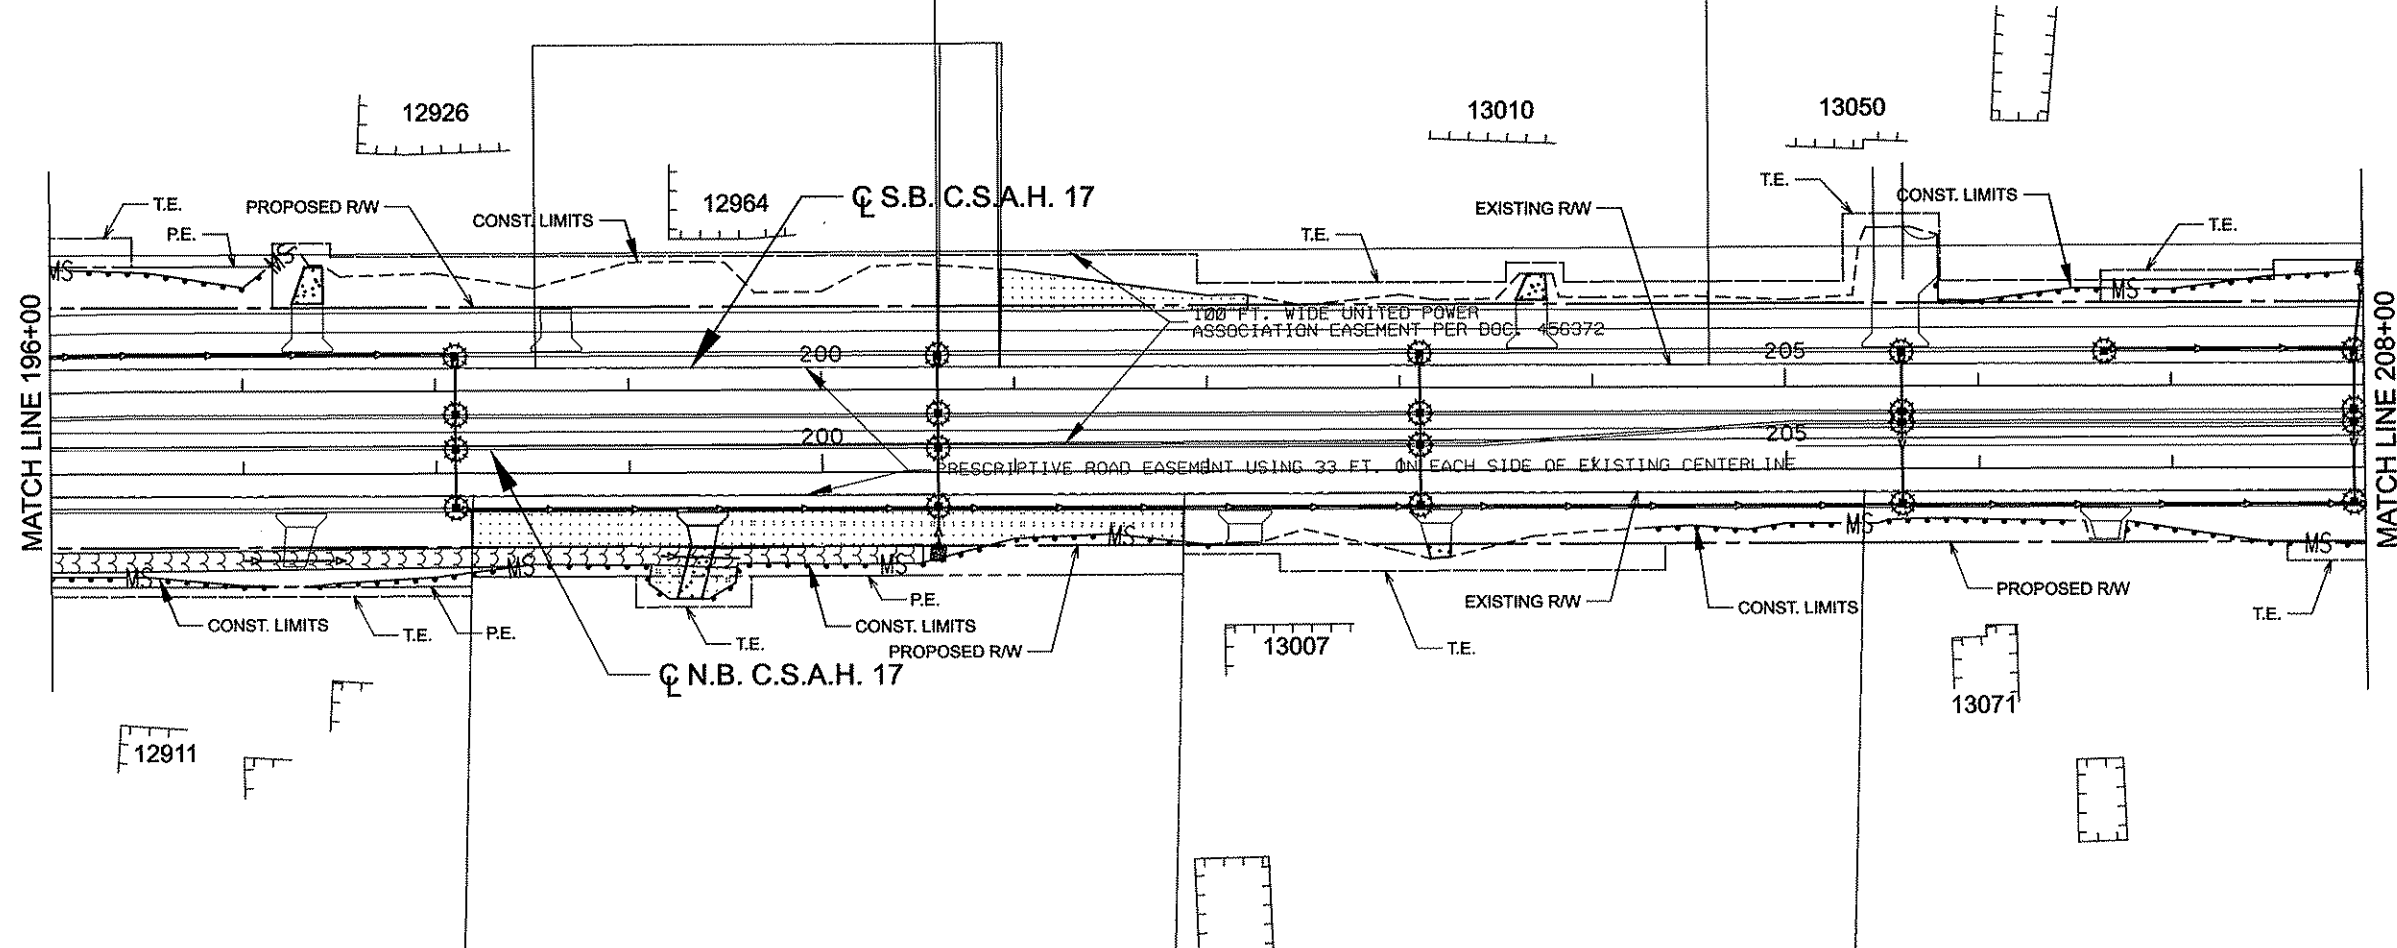 12926
13010
13050
T.E.
PROPOSED R/W
CONST. LIMITS
12964
℄ S.B. C.S.A.H. 17
EXISTING R/W
T.E.
CONST. LIMITS
P.E.
T.E.
T.E.
MS
MS
MS
100 FT. WIDE UNITED POWER
ASSOCIATION EASEMENT PER DOC. 456372
200
205
MATCH LINE 196+00
MATCH LINE 208+00
200
205
PRESCRIPTIVE ROAD EASEMENT USING 33 FT. ON EACH SIDE OF EXISTING CENTERLINE
MS
MS
MS
MS
MS
MS
CONST. LIMITS
T.E.
P.E.
T.E.
P.E.
CONST. LIMITS
PROPOSED R/W
EXISTING R/W
CONST. LIMITS
PROPOSED R/W
T.E.
T.E.
℄ N.B. C.S.A.H. 17
13007
13071
12911